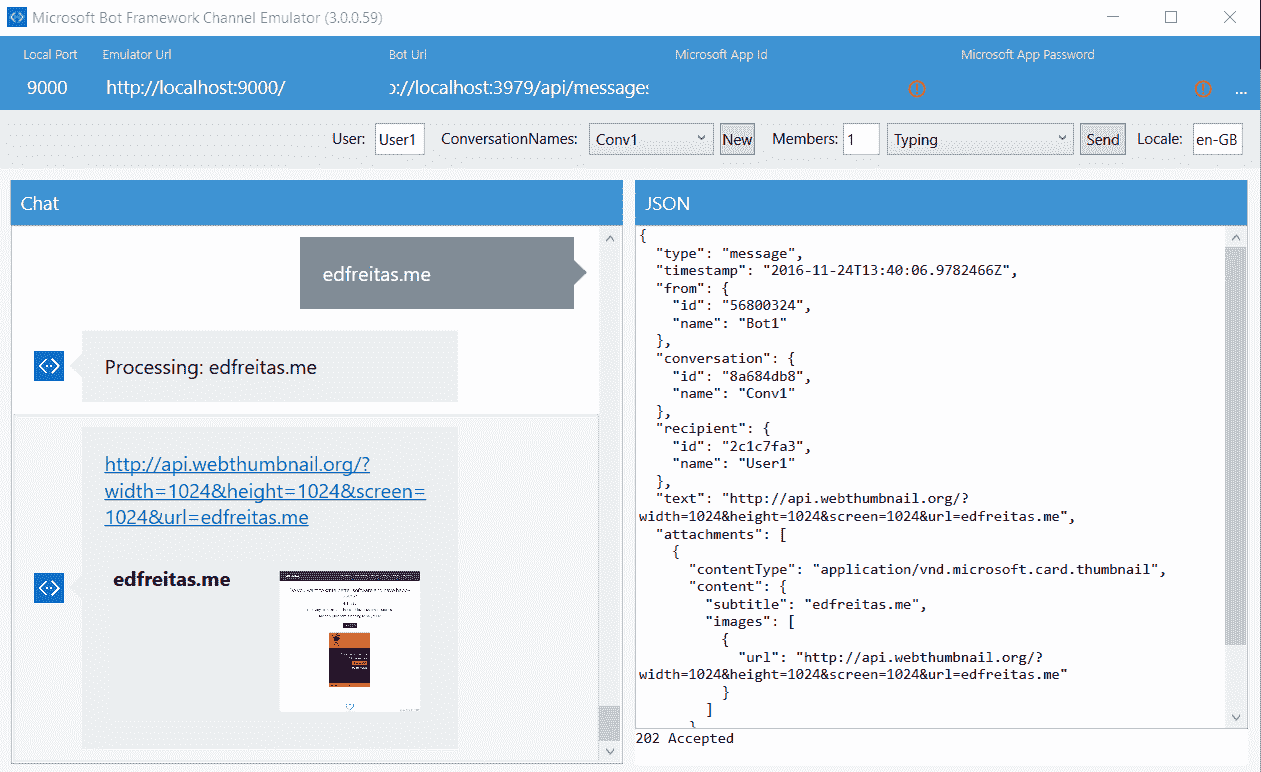 Microsoft Bot Framework Channel Emulator (3.0.0.59)
Local Port Emulator Url Bot Url Microsoft App Id Microsoft App Password
9000 http://localhost:9000/ ://localhost:3979/api/messages ...
User: User1 ConversationNames: Conv1 New Members: 1 Typing Send Locale: en-GB
Chat
edfreitas.me
Processing: edfreitas.me
http://api.webthumbnail.org/?
width=1024&height=1024&screen=
1024&url=edfreitas.me
edfreitas.me
JSON
{
"type": "message",
"timestamp": "2016-11-24T13:40:06.9782466Z",
"from": {
"id": "56800324",
"name": "Bot1"
},
"conversation": {
"id": "8a684db8",
"name": "Conv1"
},
"recipient": {
"id": "2c1c7fa3",
"name": "User1"
},
"text": "http://api.webthumbnail.org/?
width=1024&height=1024&screen=1024&url=edfreitas.me",
"attachments": [
{
"contentType": "application/vnd.microsoft.card.thumbnail",
"content": {
"subtitle": "edfreitas.me",
"images": [
{
"url": "http://api.webthumbnail.org/?
width=1024&height=1024&screen=1024&url=edfreitas.me"
}
]
}
202 Accepted